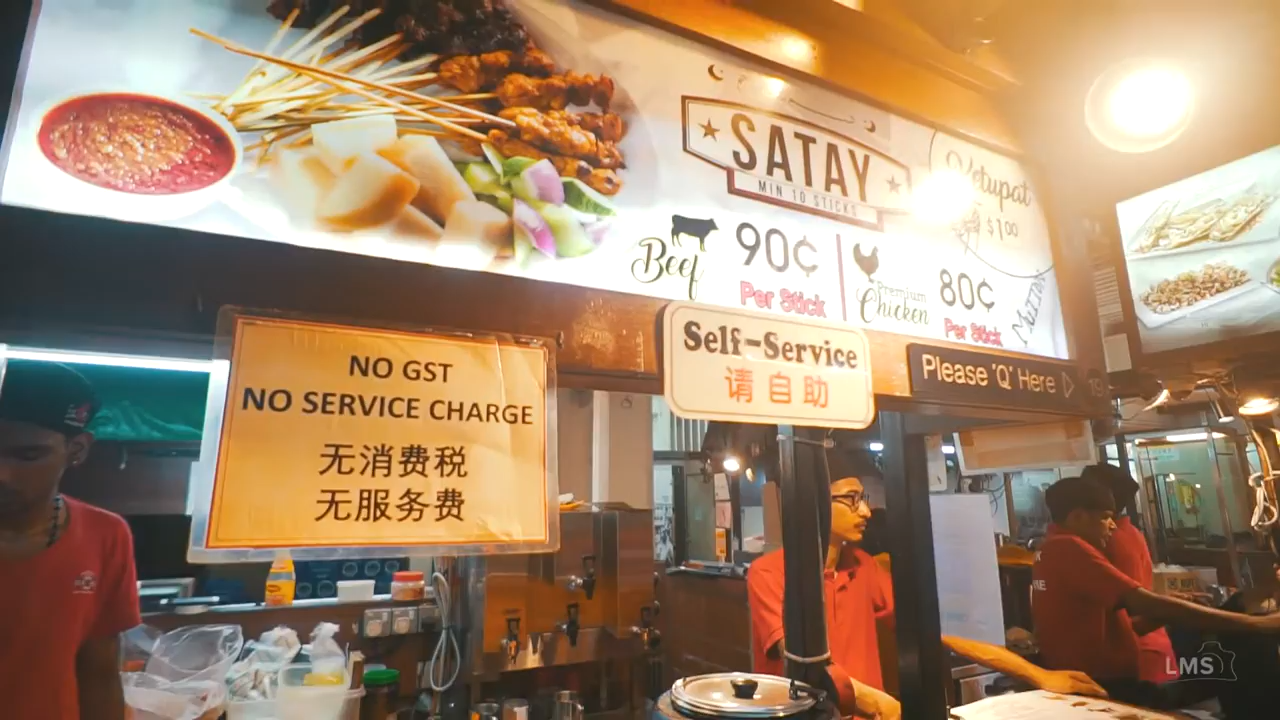 SATAY
MIN 10 STICKS
Ketupat
$1.00
Beef
90¢
Per Stick
Premium
Chicken
80¢
Per Stick
NO GST
NO SERVICE CHARGE
无消费税
无服务费
Self-Service
请自助
Please 'Q' Here
19
LMS